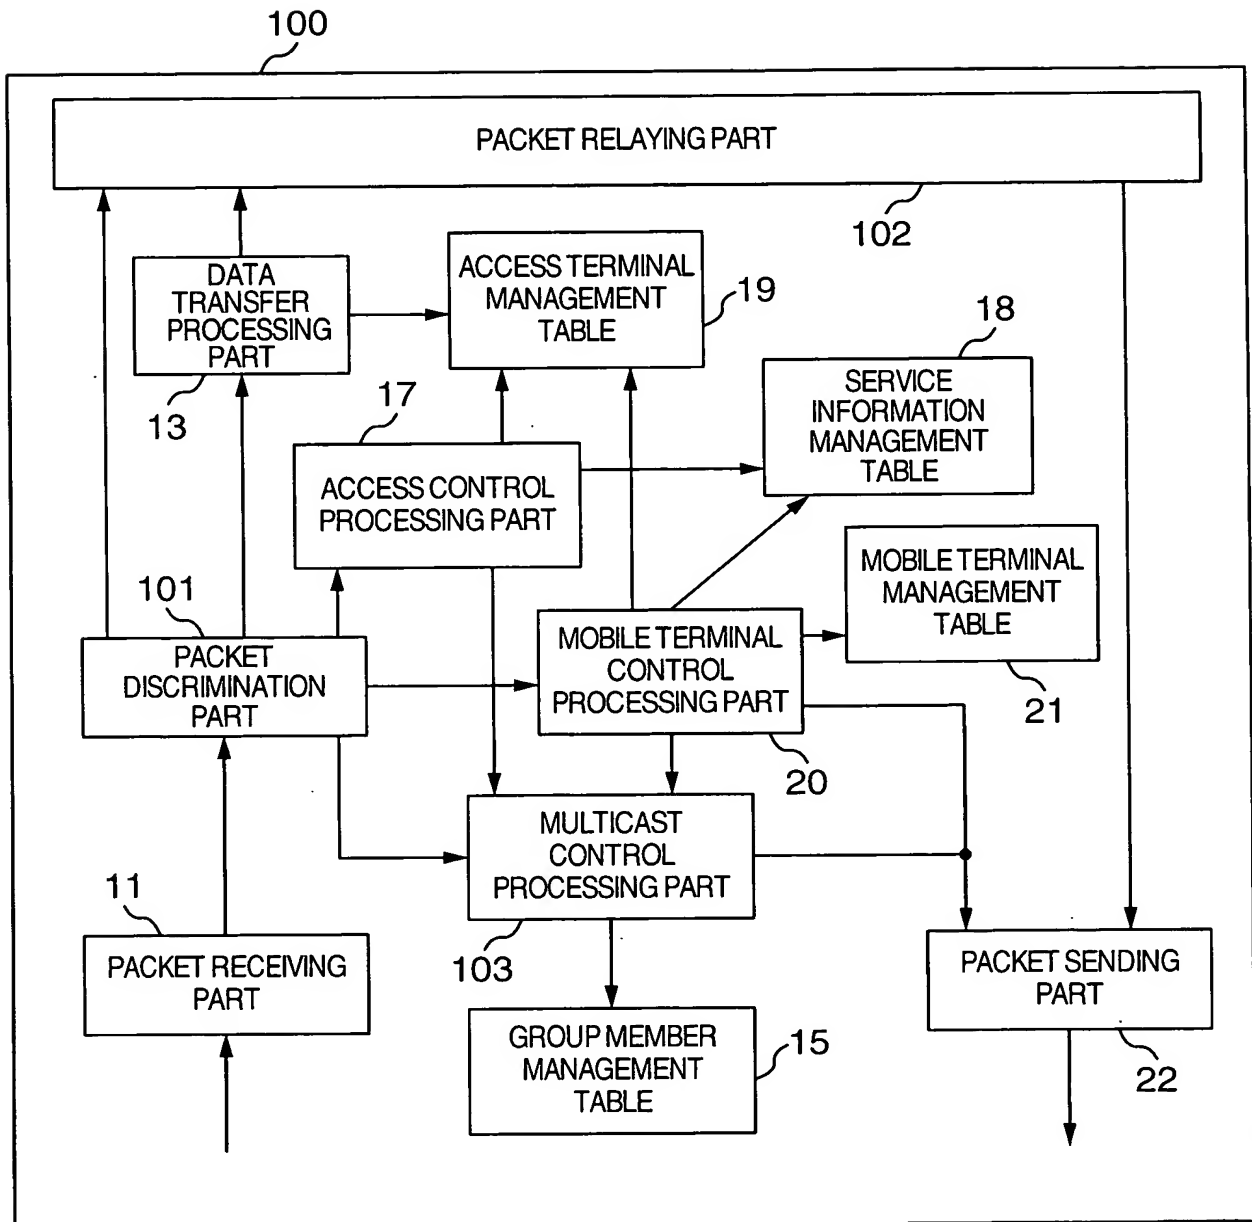 100
PACKET RELAYING PART
102
DATA
TRANSFER
PROCESSING
PART
13
ACCESS TERMINAL
MANAGEMENT
TABLE
19
18
SERVICE
INFORMATION
MANAGEMENT
TABLE
17
ACCESS CONTROL
PROCESSING PART
MOBILE TERMINAL
MANAGEMENT
TABLE
21
101
PACKET
DISCRIMINATION
PART
MOBILE TERMINAL
CONTROL
PROCESSING PART
20
MULTICAST
CONTROL
PROCESSING PART
103
11
PACKET RECEIVING
PART
PACKET SENDING
PART
22
GROUP MEMBER
MANAGEMENT
TABLE
15